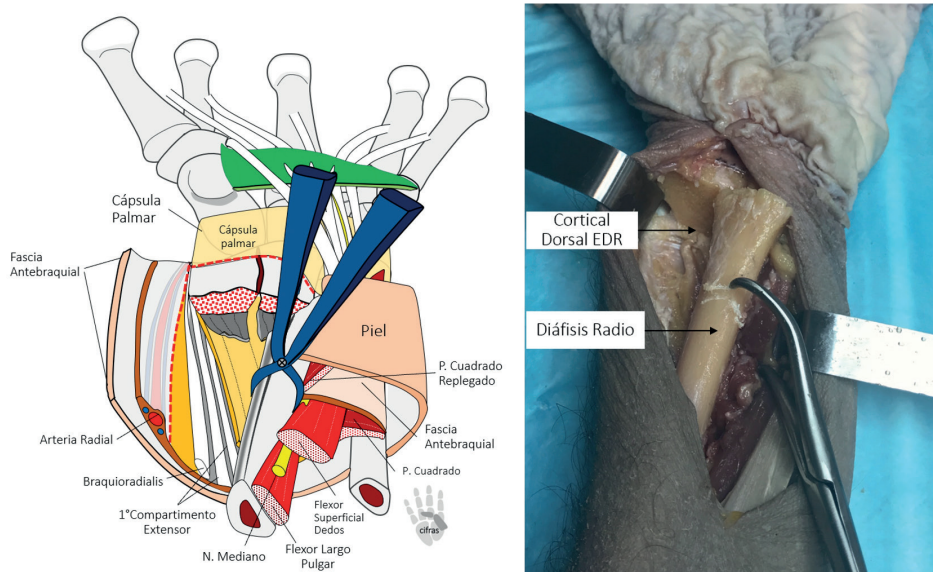 Cápsula
Palmar
Cápsula
palmar
Fascia
Antebraquial
Piel
P. Cuadrado
Replegado
Fascia
Antebraquial
Arteria Radial
P. Cuadrado
Braquioradialis
1°Compartimento
Extensor
Flexor
Superficial
Dedos
cifras
N. Mediano
Flexor Largo
Pulgar
Cortical
Dorsal EDR
Diáfisis Radio